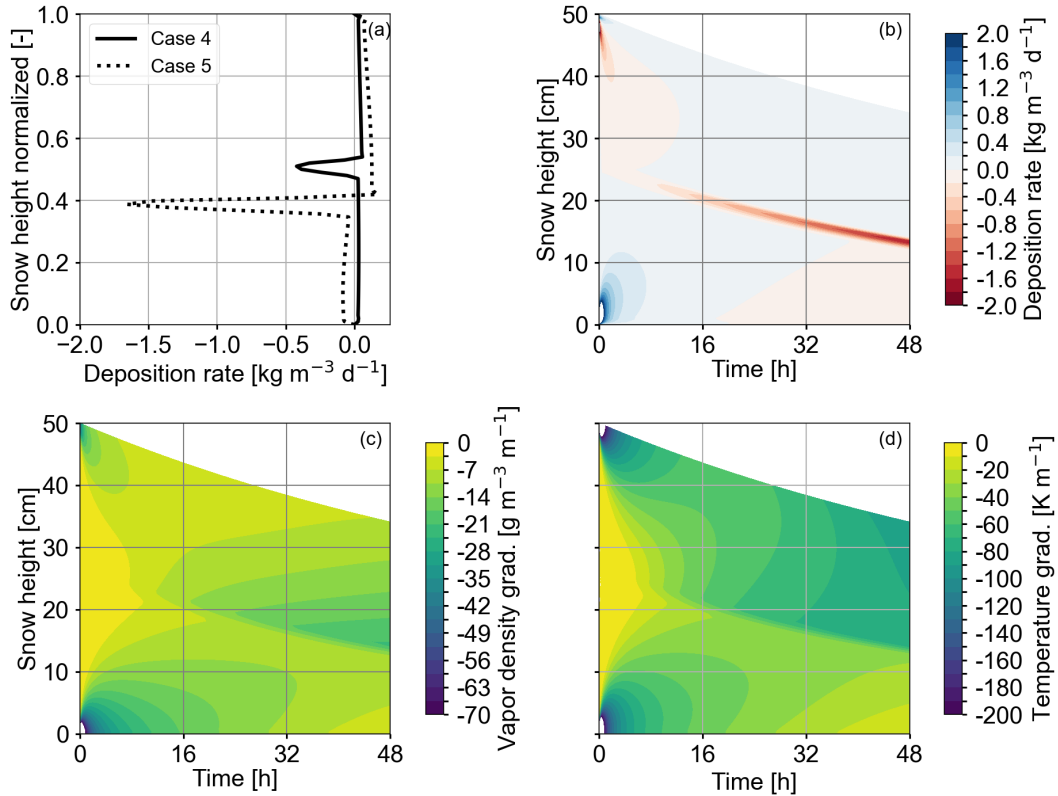 (a)
Case 4
Case 5
Snow height normalized [-]
1.0
0.8
0.6
0.4
0.2
0.0
−2.0 −1.5 −1.0 −0.5 0.0
Deposition rate [kg m⁻³ d⁻¹]
(b)
Snow height [cm]
50
40
30
20
10
0
0 16 32 48
Time [h]
2.0
1.6
1.2
0.8
0.4
0.0
-0.4
-0.8
-1.2
-1.6
-2.0
Deposition rate [kg m⁻³ d⁻¹]
(c)
Snow height [cm]
50
40
30
20
10
0
0 16 32 48
Time [h]
0
-7
-14
-21
-28
-35
-42
-49
-56
-63
-70
Vapor density grad. [g m⁻³ m⁻¹]
(d)
50
40
30
20
10
0
0 16 32 48
Time [h]
0
-20
-40
-60
-80
-100
-120
-140
-160
-180
-200
Temperature grad. [K m⁻¹]